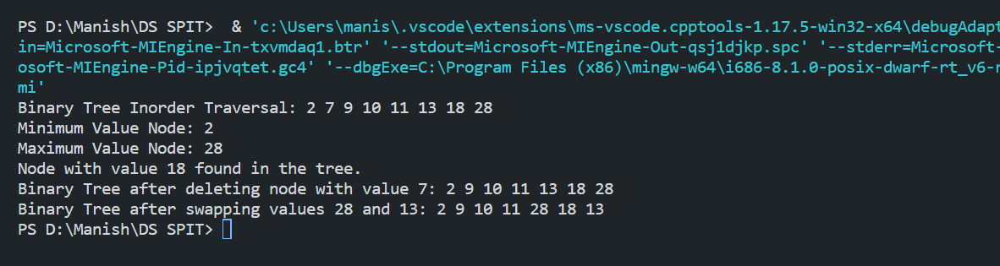 PS D:\Manish\DS SPIT>  & 'c:\Users\manis\.vscode\extensions\ms-vscode.cpptools-1.17.5-win32-x64\debugAdapt
in=Microsoft-MIEngine-In-txvmdaq1.btr' '--stdout=Microsoft-MIEngine-Out-qsj1djkp.spc' '--stderr=Microsoft-
osoft-MIEngine-Pid-ipjvqtet.gc4' '--dbgExe=C:\Program Files (x86)\mingw-w64\i686-8.1.0-posix-dwarf-rt_v6-r
mi'
Binary Tree Inorder Traversal: 2 7 9 10 11 13 18 28
Minimum Value Node: 2
Maximum Value Node: 28
Node with value 18 found in the tree.
Binary Tree after deleting node with value 7: 2 9 10 11 13 18 28
Binary Tree after swapping values 28 and 13: 2 9 10 11 28 18 13
PS D:\Manish\DS SPIT>